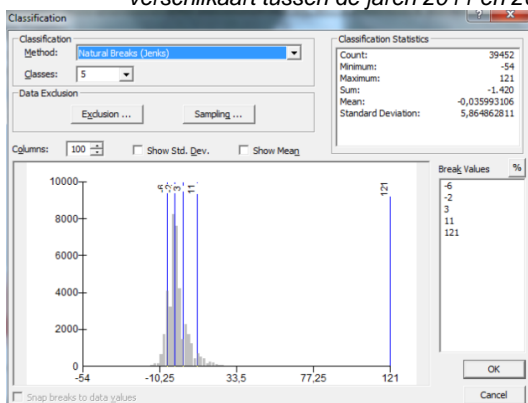 verschilkaart tussen de jaren 2011 en
Classification
Classification
Method: Natural Breaks (Jenks)
Classes: 5
Data Exclusion
Exclusion ... Sampling ...
Classification Statistics
Count: 39452
Minimum: -54
Maximum: 121
Sum: -1.420
Mean: -0,035993106
Standard Deviation: 5,864862811
Columns: 100 Show Std. Dev. Show Mean
Break Values %
-6
-2
3
11
121
10000
8000
6000
4000
2000
0
-6 -2 3 11 121
-54 -10,25 33,5 77,25 121
OK
Snap breaks to data values Cancel